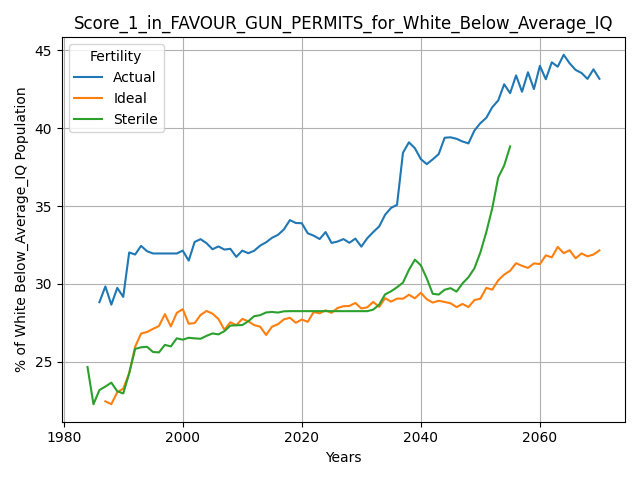 Score_1_in_FAVOUR_GUN_PERMITS_for_White_Below_Average_IQ
% of White Below_Average_IQ Population
45
40
35
30
25
Fertility
Actual
Ideal
Sterile
1980 2000 2020 2040 2060
Years